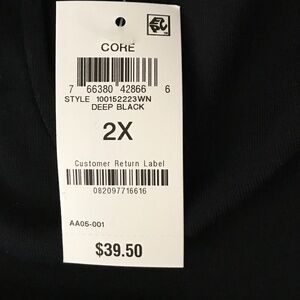 CORE
7 66380 42866 6
STYLE 100152223WN
DEEP BLACK
2X
Customer Return Label
082097716616
AA05-001
$39.50